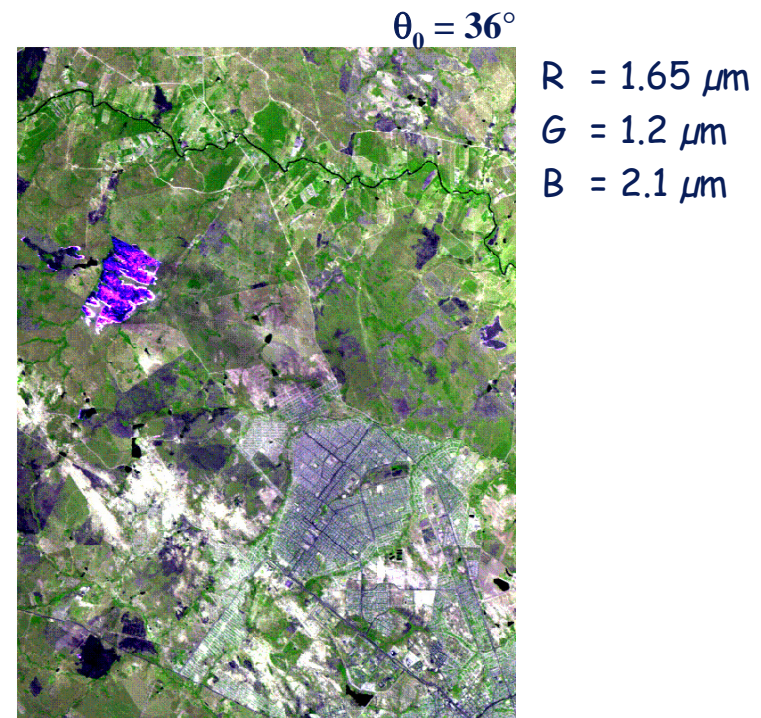 θ₀ = 36°
R = 1.65 μm
G = 1.2 μm
B = 2.1 μm